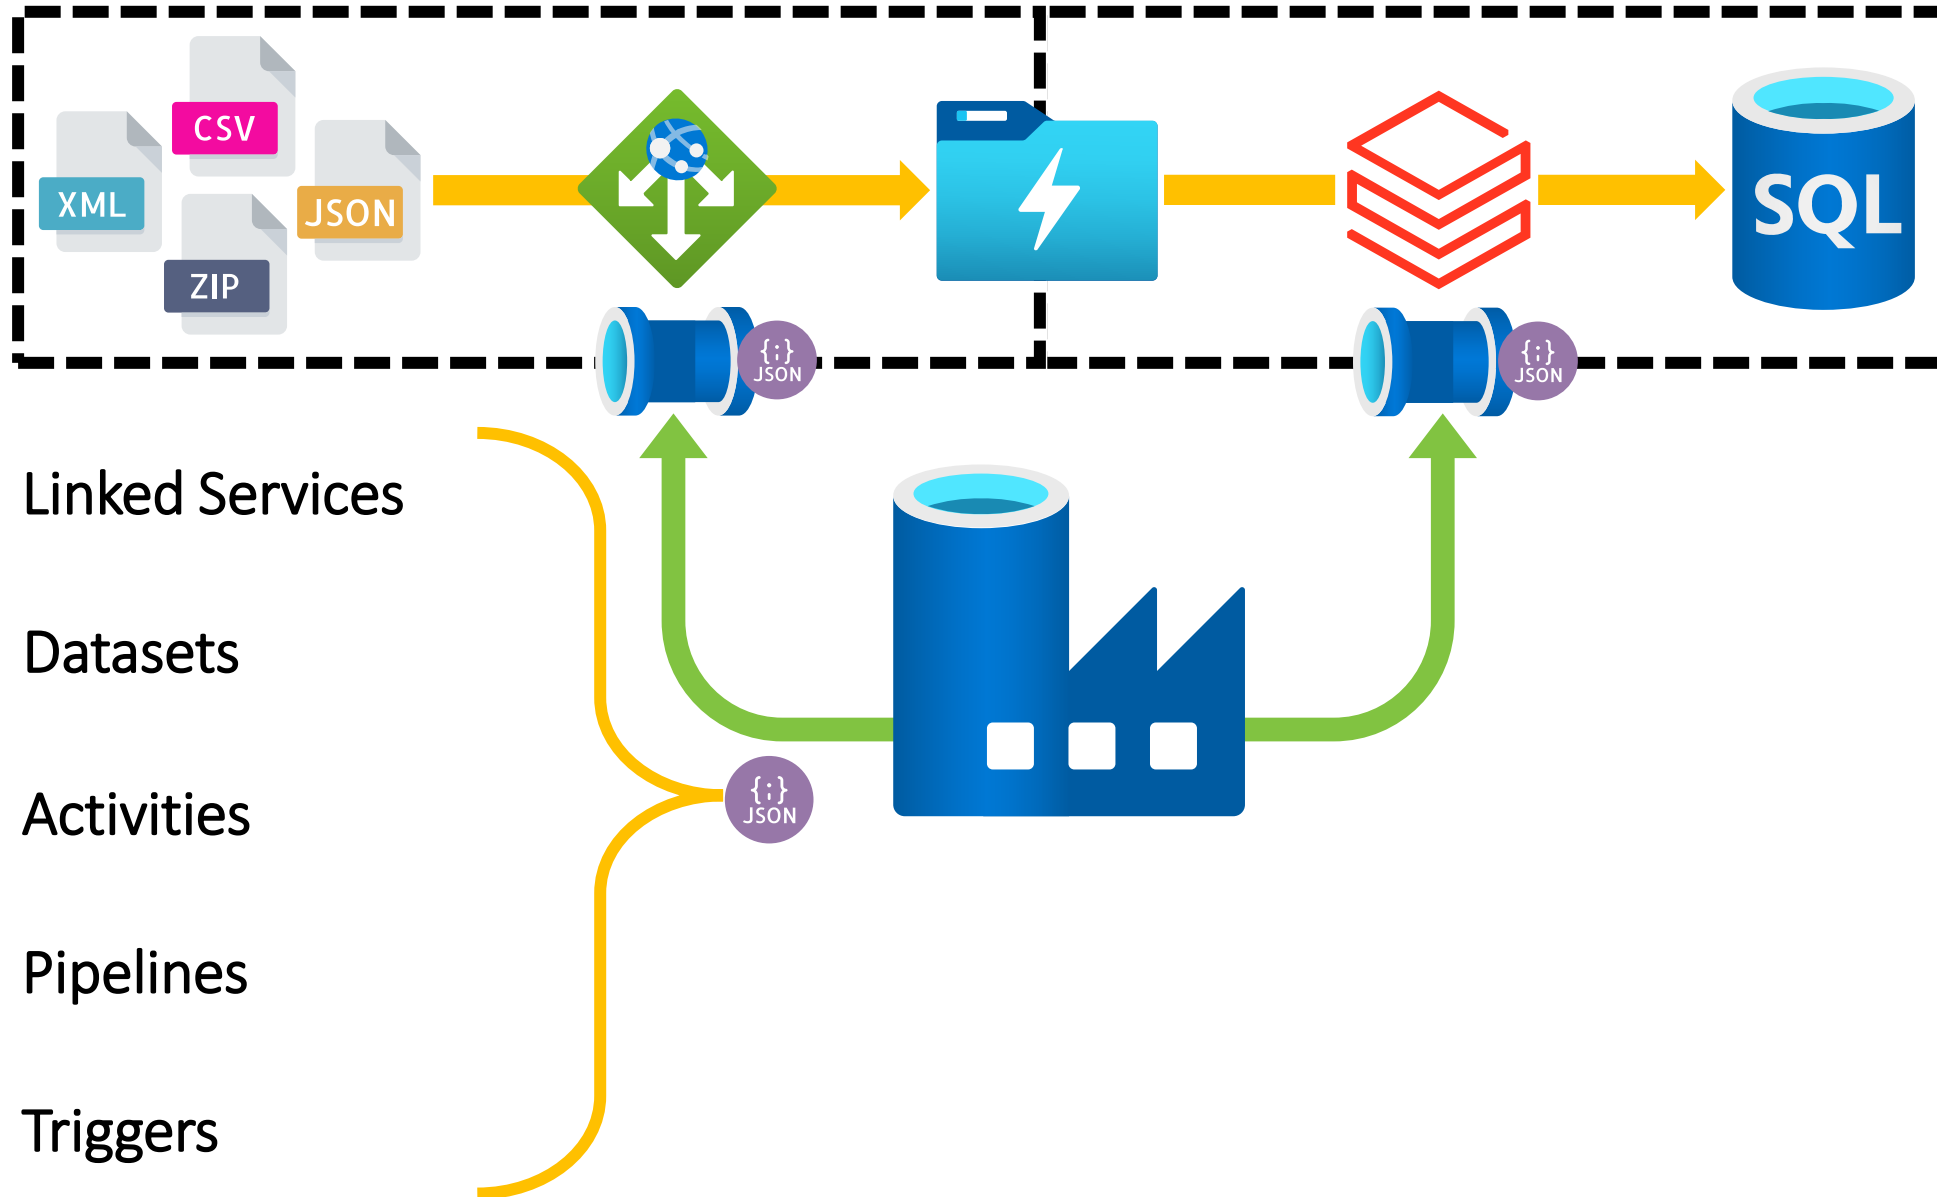 CSV
XML
JSON
ZIP
SQL
{;}
JSON
{;}
JSON
Linked Services
Datasets
Activities
{;}
JSON
Pipelines
Triggers